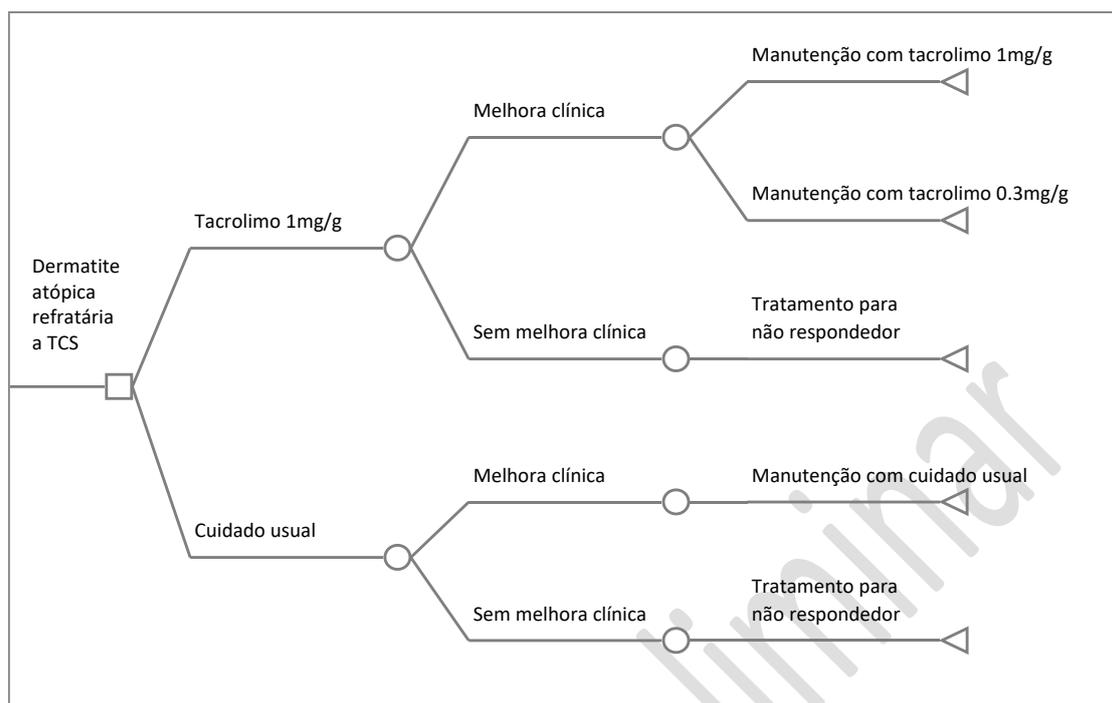 Manutenção com tacrolimo 1mg/g
Melhora clínica
Manutenção com tacrolimo 0.3mg/g
Tacrolimo 1mg/g
Dermatite
atópica
refratária
a TCS
Tratamento para
não respondedor
Sem melhora clínica
Melhora clínica
Manutenção com cuidado usual
Cuidado usual
Tratamento para
não respondedor
Sem melhora clínica
liminar